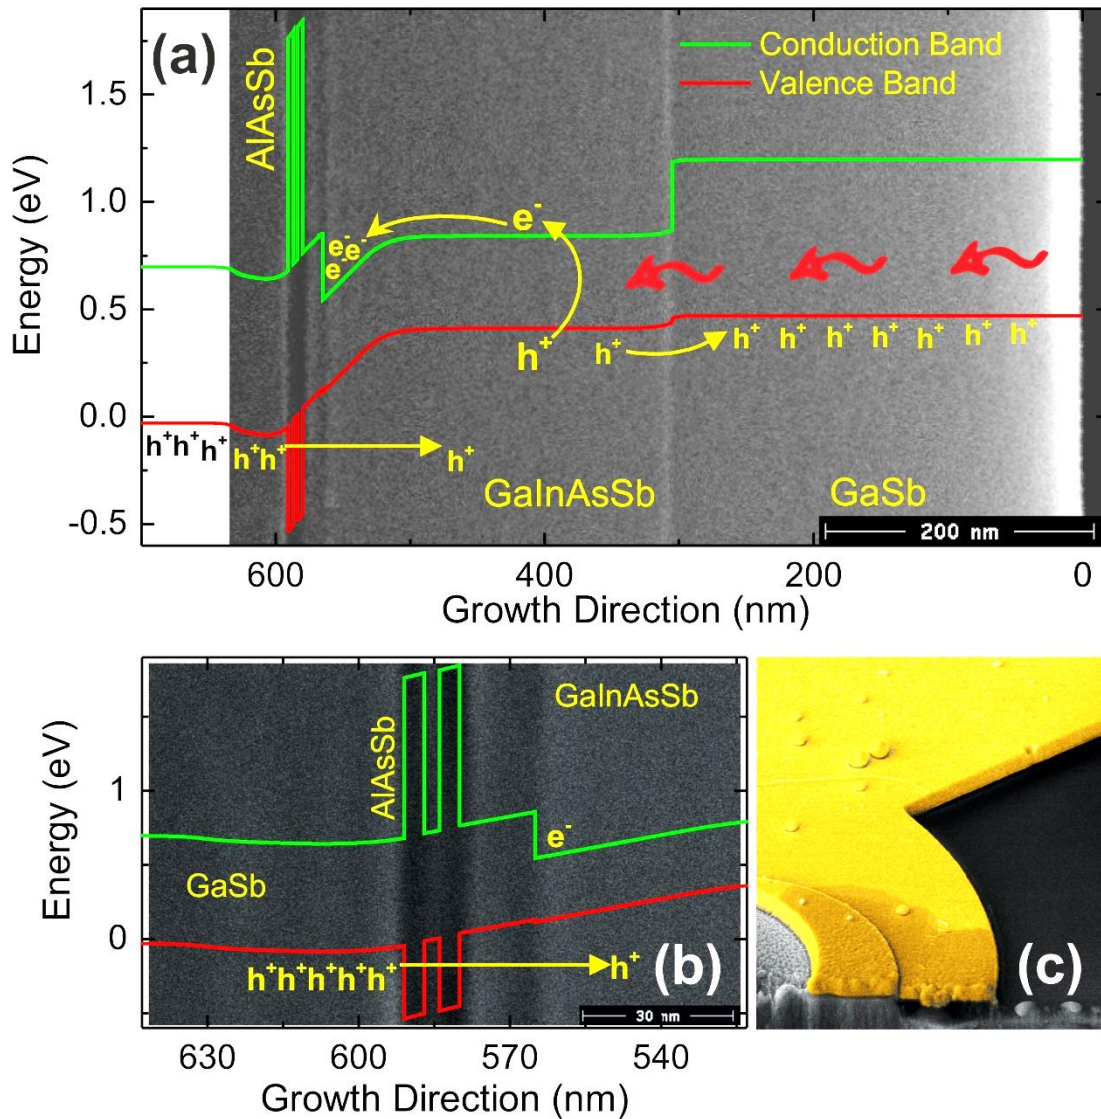 (a)
AlAsSb
Conduction Band
Valence Band
1.5
1.0
0.5
0.0
-0.5
Energy (eV)
e-
e-
e-e-
e-e-
h+
h+
h+ h+ h+ h+ h+ h+ h+
h+h+h+ h+h+
h+
GaInAsSb
GaSb
200 nm
600 400 200 0
Growth Direction (nm)
GaInAsSb
AlAsSb
1
e-
GaSb
0
Energy (eV)
h+h+h+h+h+
h+
(b)
30 nm
630 600 570 540
Growth Direction (nm)
(c)